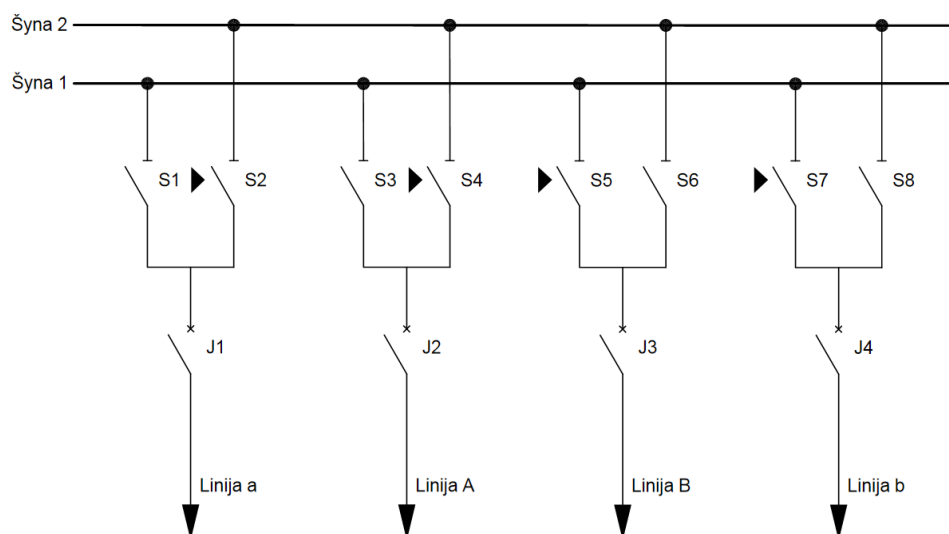 Šyna 2
Šyna 1
S1 S2 S3 S4 S5 S6 S7 S8
J1 J2 J3 J4
Linija a Linija A Linija B Linija b